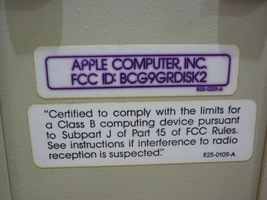 APPLE COMPUTER, INC.
FCC ID: BCG9GRDISK2
825-0201-A
"Certified to comply with the limits for
a Class B computing device pursuant
to Subpart J of Part 15 of FCC Rules.
See instructions if interference to radio
reception is suspected."
825-0109-A